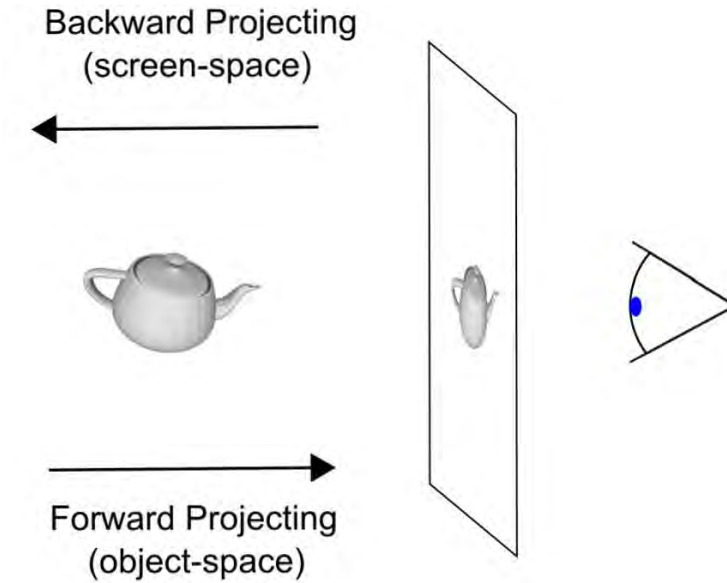 Backward Projecting
(screen-space)
Forward Projecting
(object-space)